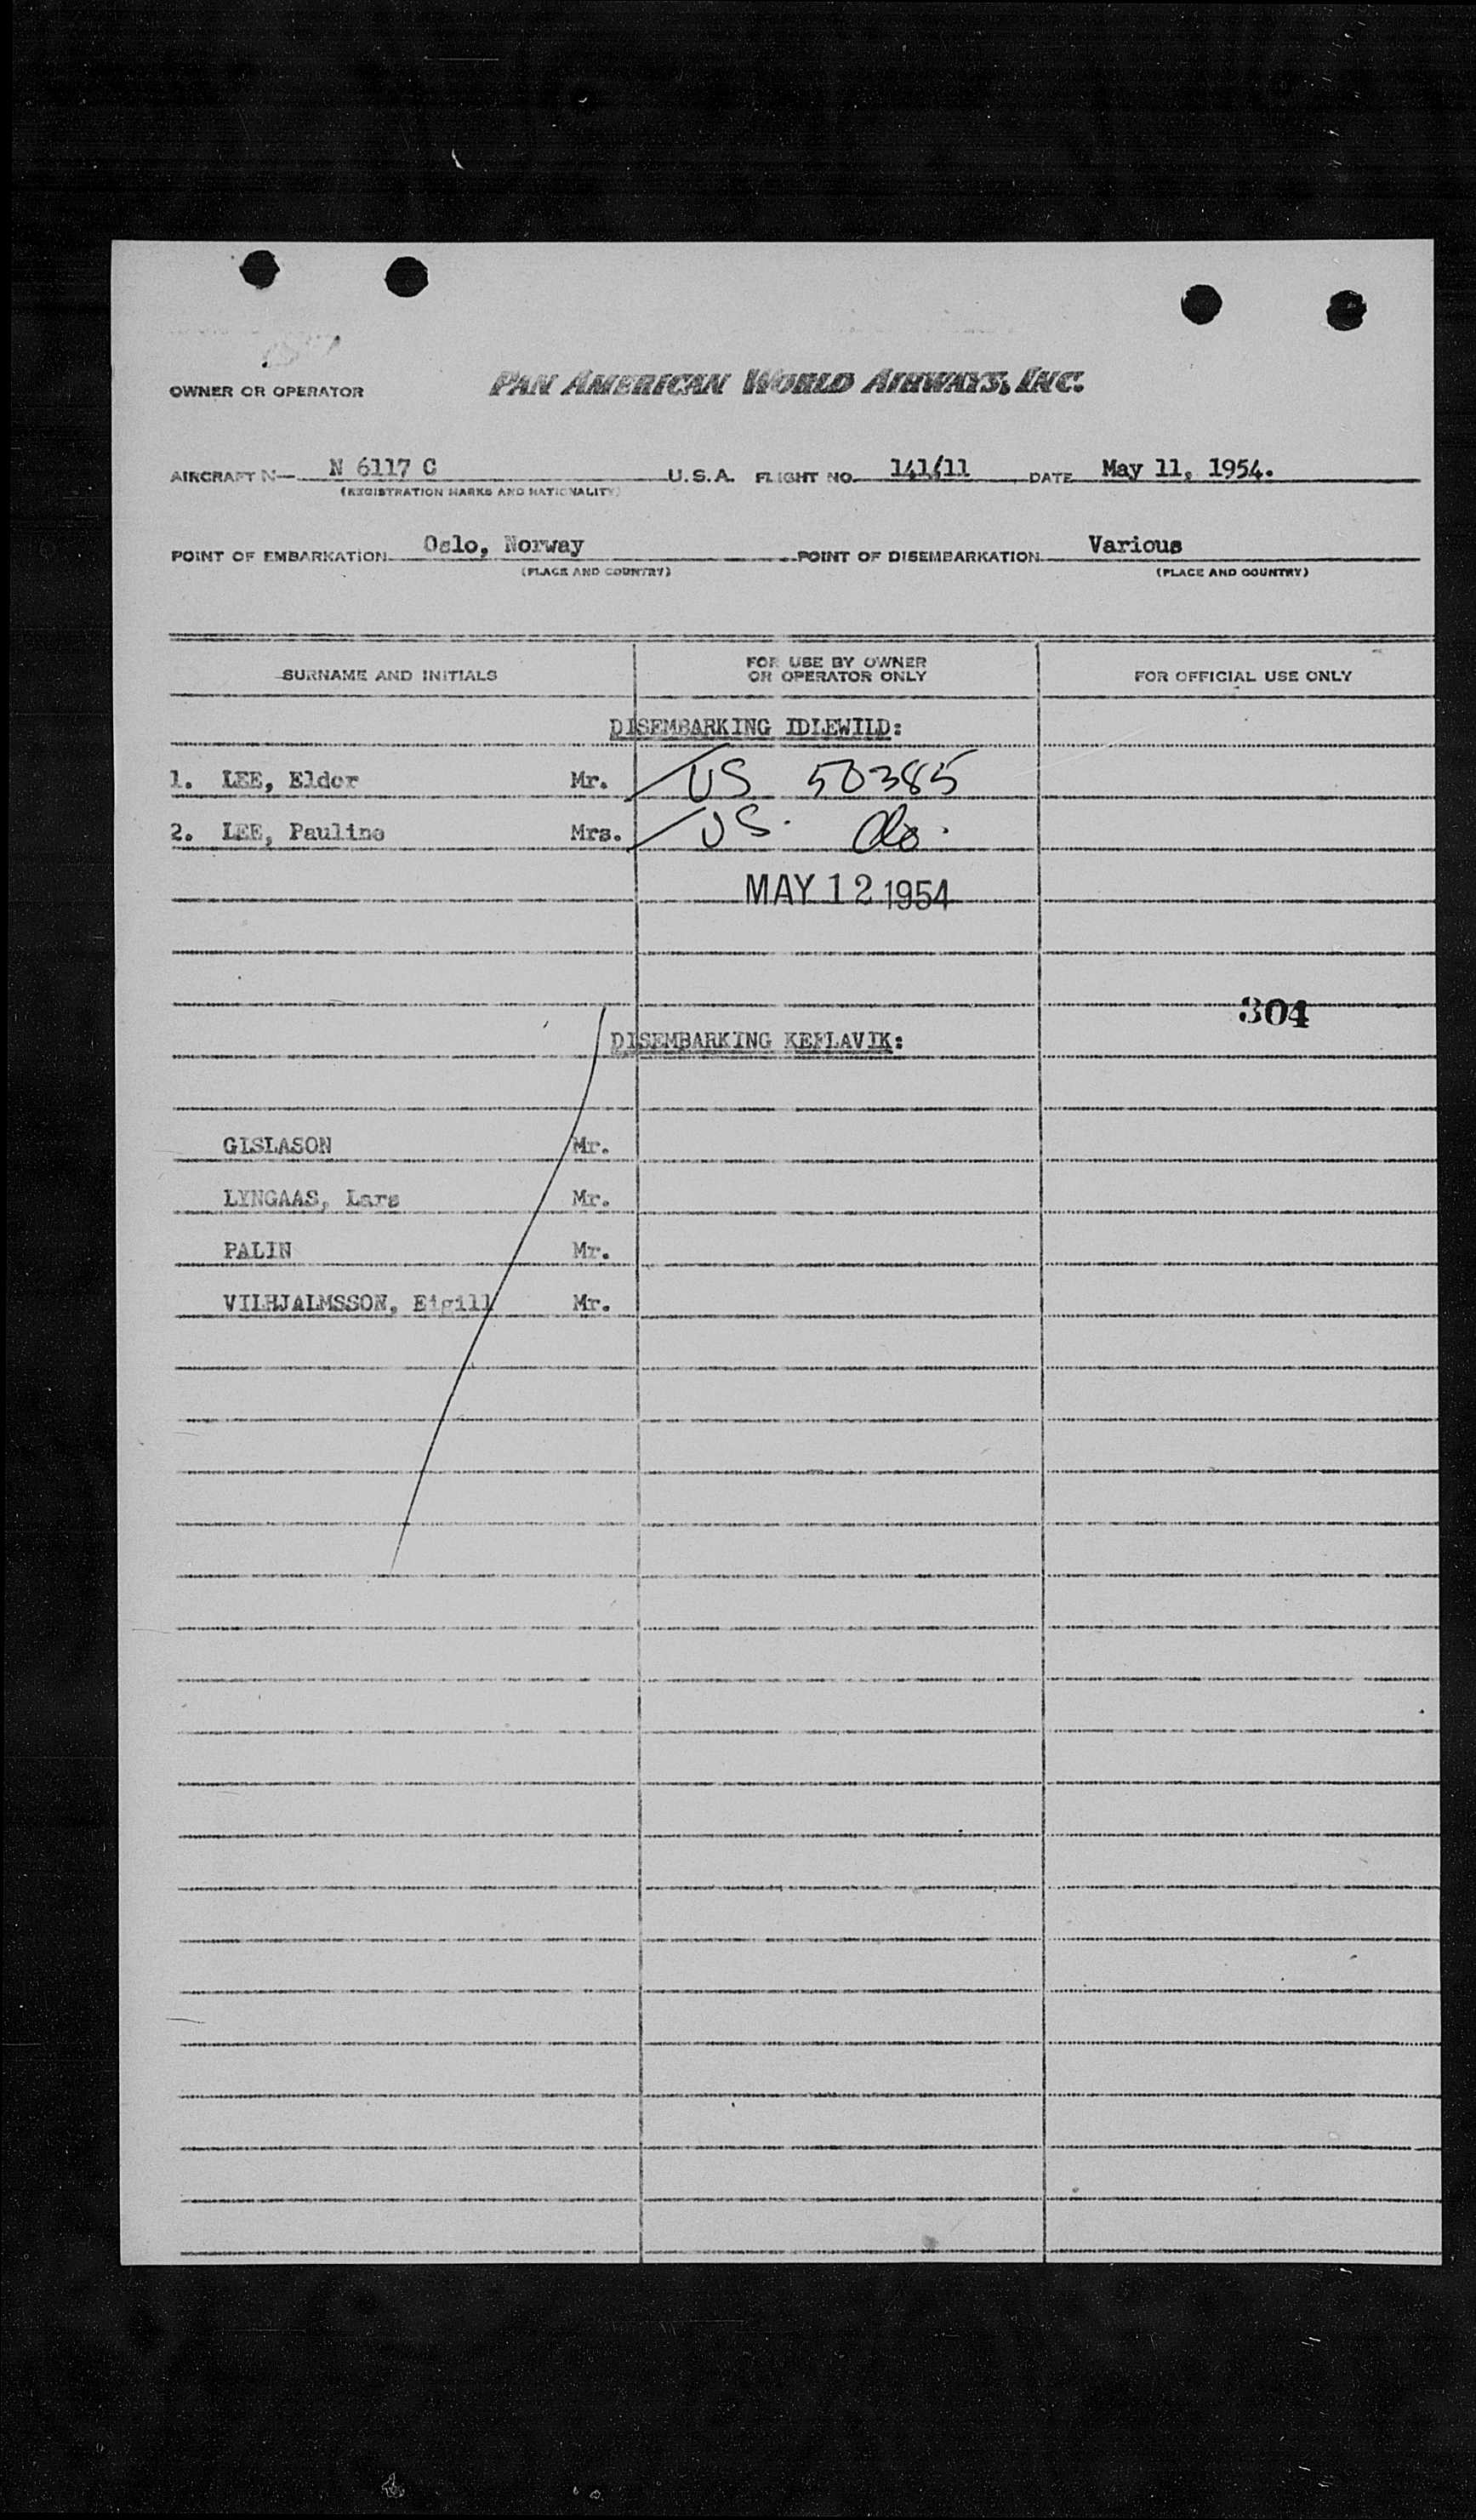 OWNER OR OPERATOR PAN AMERICAN WORLD AIRWAYS, INC.
AIRCRAFT N— N 6117 C U.S.A. FLIGHT NO. 141/11 DATE May 11, 1954.
(REGISTRATION MARKS AND NATIONALITY)
POINT OF EMBARKATION Oslo, Norway POINT OF DISEMBARKATION Various
(PLACE AND COUNTRY) (PLACE AND COUNTRY)
SURNAME AND INITIALS FOR USE BY OWNER OR OPERATOR ONLY FOR OFFICIAL USE ONLY
DISEMBARKING IDLEWILD:
1. LEE, Eldor Mr. US 50385
2. LEE, Pauline Mrs. US. do.
MAY 12 1954
304
DISEMBARKING KEFLAVIK:
GISLASON Mr.
LYNGAAS, Lars Mr.
PALIN Mr.
VILHJALMSSON, Eigill Mr.